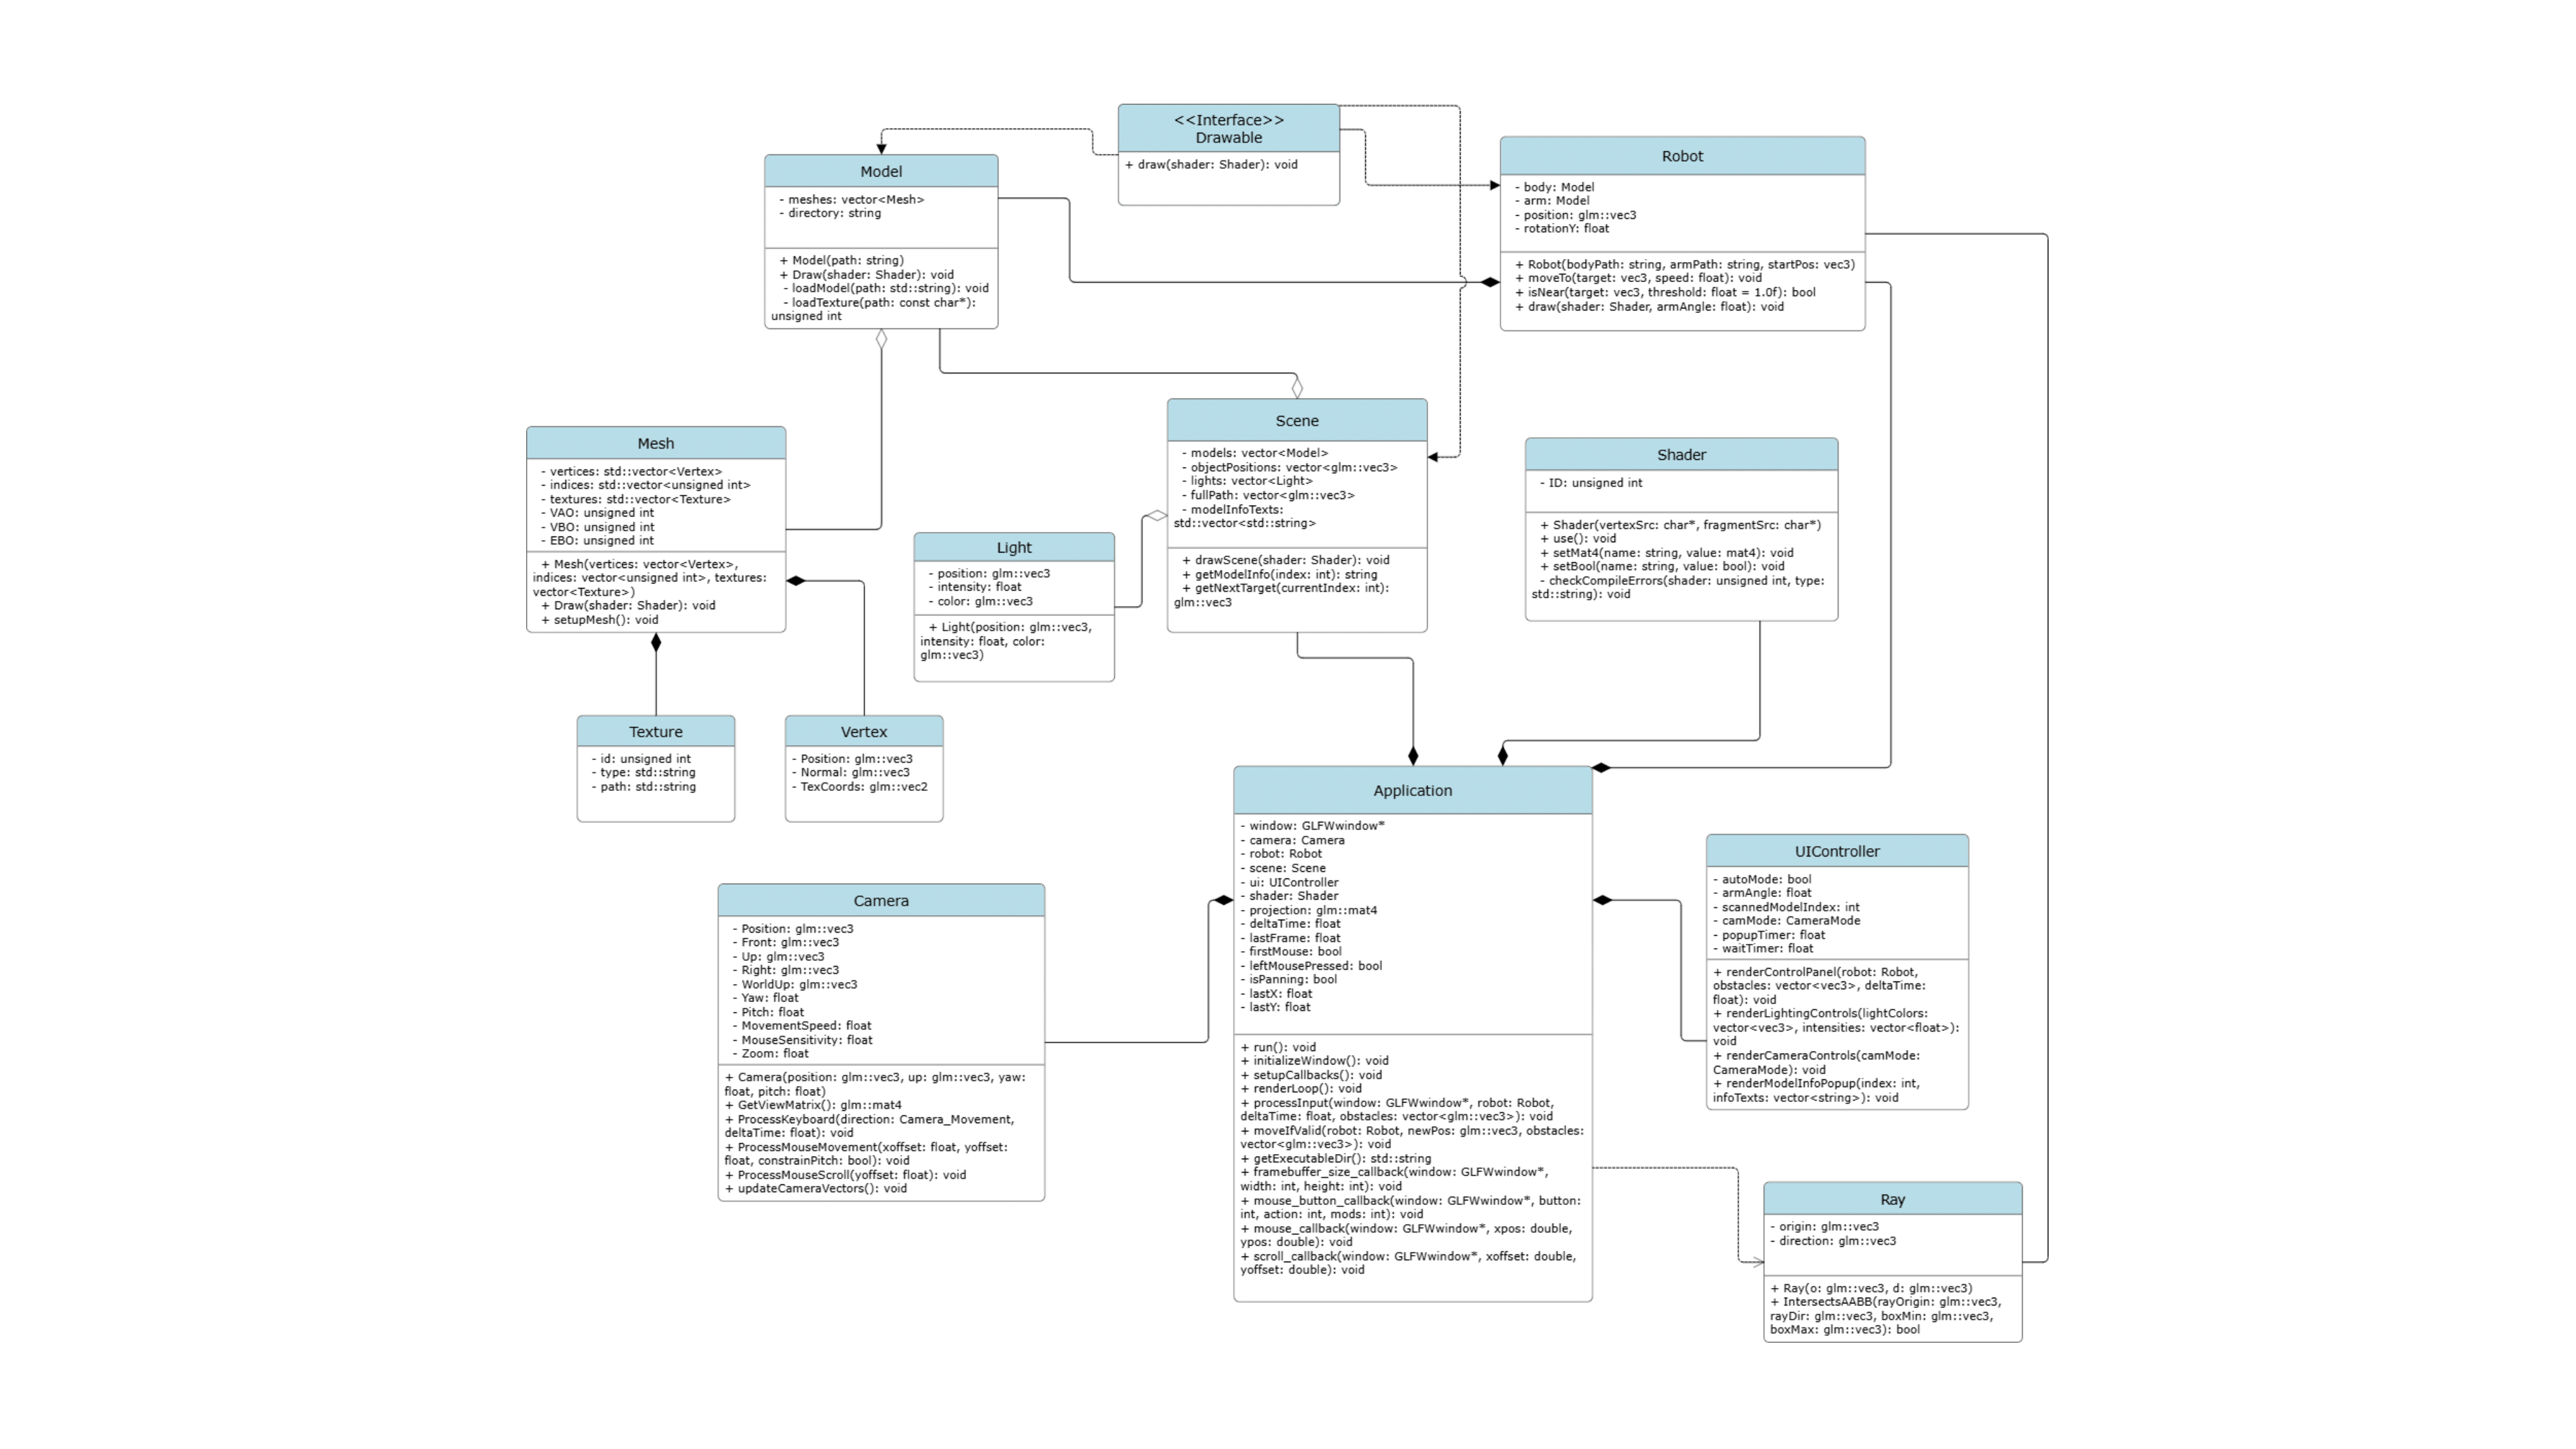 <<Interface>>
Drawable
+ draw(shader: Shader): void
Model
- meshes: vector<Mesh>
- directory: string
+ Model(path: string)
+ Draw(shader: Shader): void
- loadModel(path: std::string): void
- loadTexture(path: const char*):
unsigned int
Robot
- body: Model
- arm: Model
- position: glm::vec3
- rotationY: float
+ Robot(bodyPath: string, armPath: string, startPos: vec3)
+ moveTo(target: vec3, speed: float): void
+ isNear(target: vec3, threshold: float = 1.0f): bool
+ draw(shader: Shader, armAngle: float): void
Mesh
- vertices: std::vector<Vertex>
- indices: std::vector<unsigned int>
- textures: std::vector<Texture>
- VAO: unsigned int
- VBO: unsigned int
- EBO: unsigned int
+ Mesh(vertices: vector<Vertex>,
indices: vector<unsigned int>, textures:
vector<Texture>)
+ Draw(shader: Shader): void
+ setupMesh(): void
Scene
- models: vector<Model>
- objectPositions: vector<glm::vec3>
- lights: vector<Light>
- fullPath: vector<glm::vec3>
- modelInfoTexts:
std::vector<std::string>
+ drawScene(shader: Shader): void
+ getModelInfo(index: int): string
+ getNextTarget(currentIndex: int):
glm::vec3
Shader
- ID: unsigned int
+ Shader(vertexSrc: char*, fragmentSrc: char*)
+ use(): void
+ setMat4(name: string, value: mat4): void
+ setBool(name: string, value: bool): void
- checkCompileErrors(shader: unsigned int, type:
std::string): void
Light
- position: glm::vec3
- intensity: float
- color: glm::vec3
+ Light(position: glm::vec3,
intensity: float, color:
glm::vec3)
Texture
- id: unsigned int
- type: std::string
- path: std::string
Vertex
- Position: glm::vec3
- Normal: glm::vec3
- TexCoords: glm::vec2
Application
- window: GLFWwindow*
- camera: Camera
- robot: Robot
- scene: Scene
- ui: UIController
- shader: Shader
- projection: glm::mat4
- deltaTime: float
- lastFrame: float
- firstMouse: bool
- leftMousePressed: bool
- isPanning: bool
- lastX: float
- lastY: float
+ run(): void
+ initializeWindow(): void
+ setupCallbacks(): void
+ renderLoop(): void
+ processInput(window: GLFWwindow*, robot: Robot,
deltaTime: float, obstacles: vector<glm::vec3>): void
+ moveIfValid(robot: Robot, newPos: glm::vec3, obstacles:
vector<glm::vec3>): void
+ getExecutableDir(): std::string
+ framebuffer_size_callback(window: GLFWwindow*,
width: int, height: int): void
+ mouse_button_callback(window: GLFWwindow*, button:
int, action: int, mods: int): void
+ mouse_callback(window: GLFWwindow*, xpos: double,
ypos: double): void
+ scroll_callback(window: GLFWwindow*, xoffset: double,
yoffset: double): void
UIController
- autoMode: bool
- armAngle: float
- scannedModelIndex: int
- camMode: CameraMode
- popupTimer: float
- waitTimer: float
+ renderControlPanel(robot: Robot,
obstacles: vector<vec3>, deltaTime:
float): void
+ renderLightingControls(lightColors:
vector<vec3>, intensities: vector<float>):
void
+ renderCameraControls(camMode:
CameraMode): void
+ renderModelInfoPopup(index: int,
infoTexts: vector<string>): void
Camera
- Position: glm::vec3
- Front: glm::vec3
- Up: glm::vec3
- Right: glm::vec3
- WorldUp: glm::vec3
- Yaw: float
- Pitch: float
- MovementSpeed: float
- MouseSensitivity: float
- Zoom: float
+ Camera(position: glm::vec3, up: glm::vec3, yaw:
float, pitch: float)
+ GetViewMatrix(): glm::mat4
+ ProcessKeyboard(direction: Camera_Movement,
deltaTime: float): void
+ ProcessMouseMovement(xoffset: float, yoffset:
float, constrainPitch: bool): void
+ ProcessMouseScroll(yoffset: float): void
+ updateCameraVectors(): void
Ray
- origin: glm::vec3
- direction: glm::vec3
+ Ray(o: glm::vec3, d: glm::vec3)
+ IntersectsAABB(rayOrigin: glm::vec3,
rayDir: glm::vec3, boxMin: glm::vec3,
boxMax: glm::vec3): bool